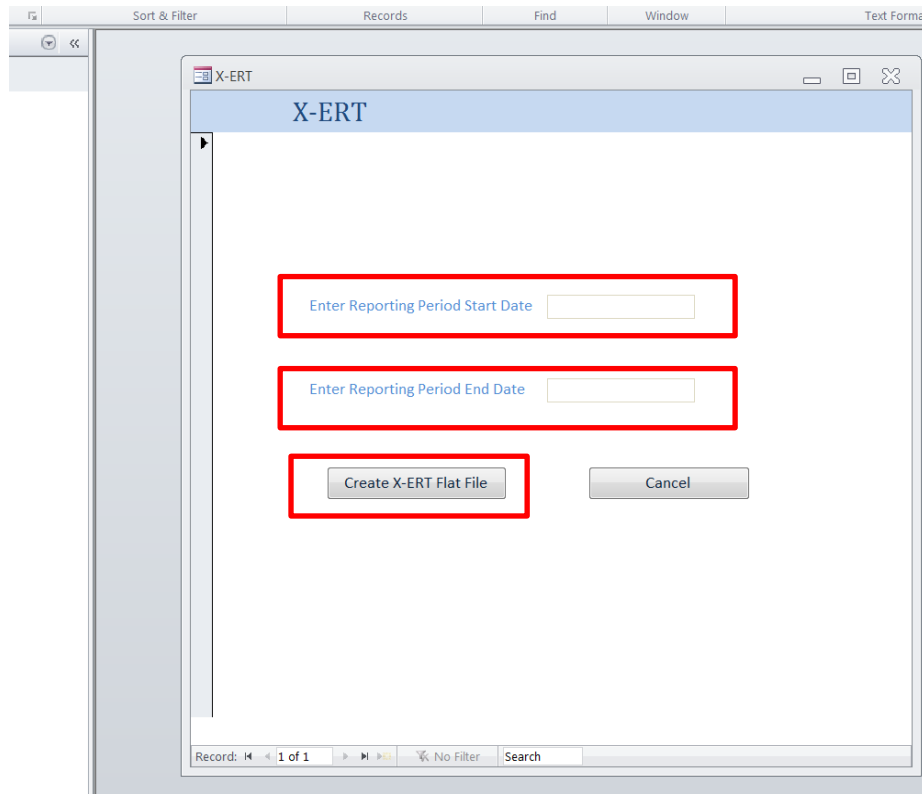 Sort & Filter Records Find Window Text Forma
X-ERT
X-ERT
Enter Reporting Period Start Date
Enter Reporting Period End Date
Create X-ERT Flat File Cancel
Record: 1 of 1 No Filter Search